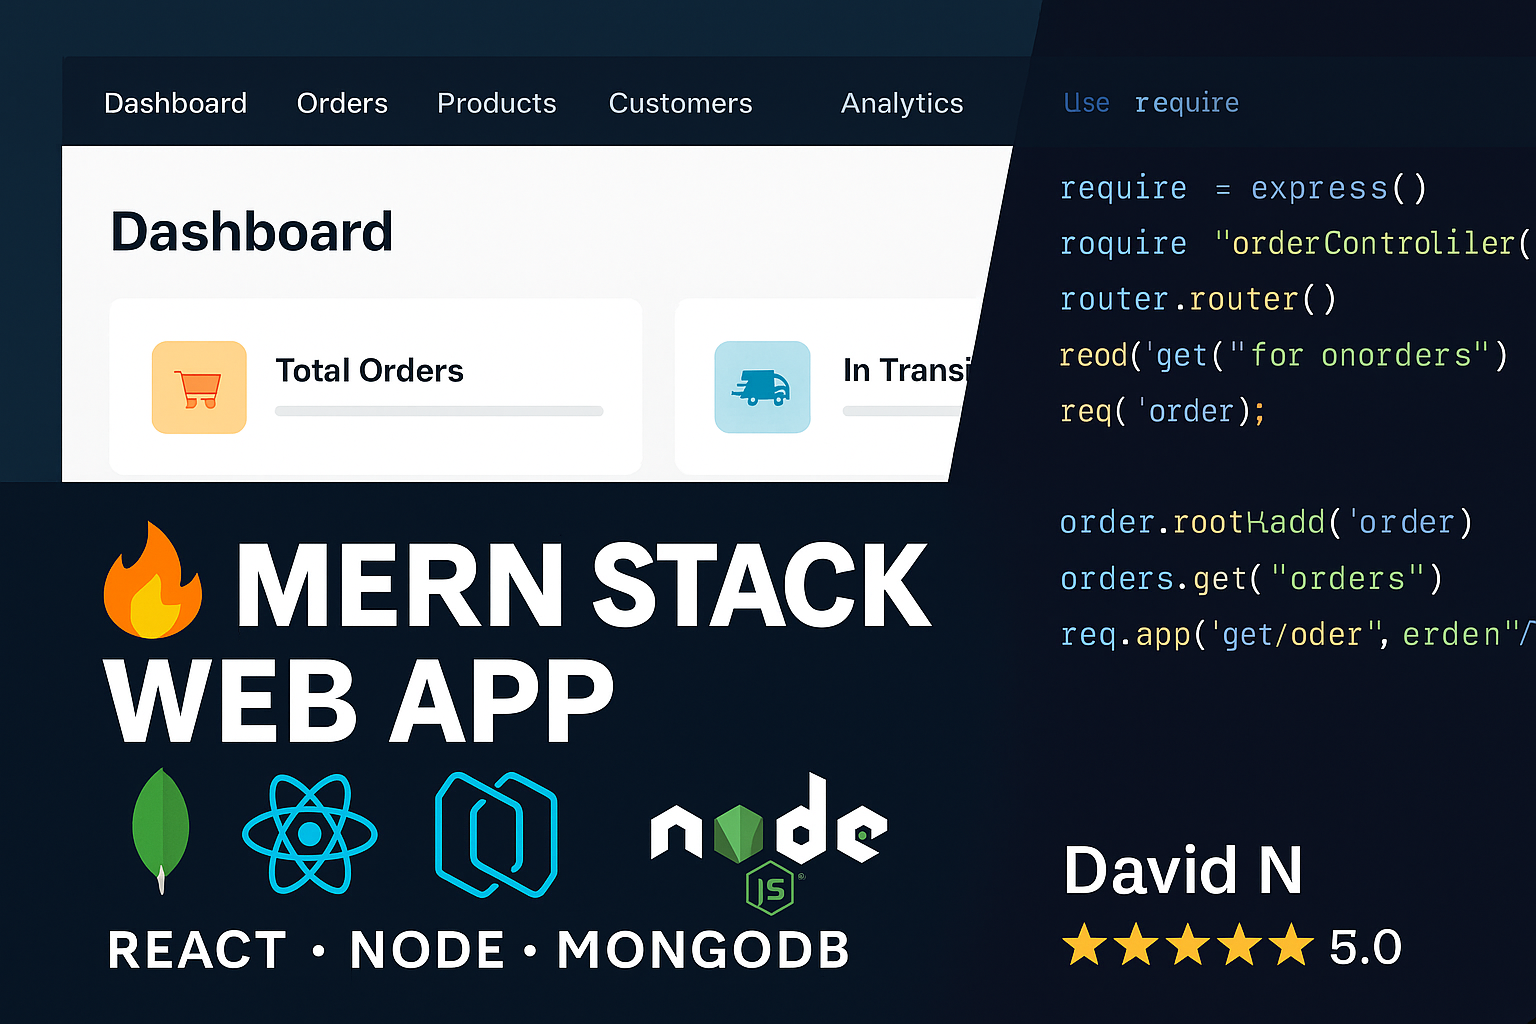 Dashboard Orders Products Customers Analytics
Dashboard
Total Orders
In Transi
Use require
require = express()
roquire "orderControliler(
router.router()
reod('get("for onorders")
req( 'order);
order.rootKadd('order)
orders.get("orders")
req.app('get/oder", erden"/
MERN STACK
WEB APP
node
JS
REACT • NODE • MONGODB
David N
5.0